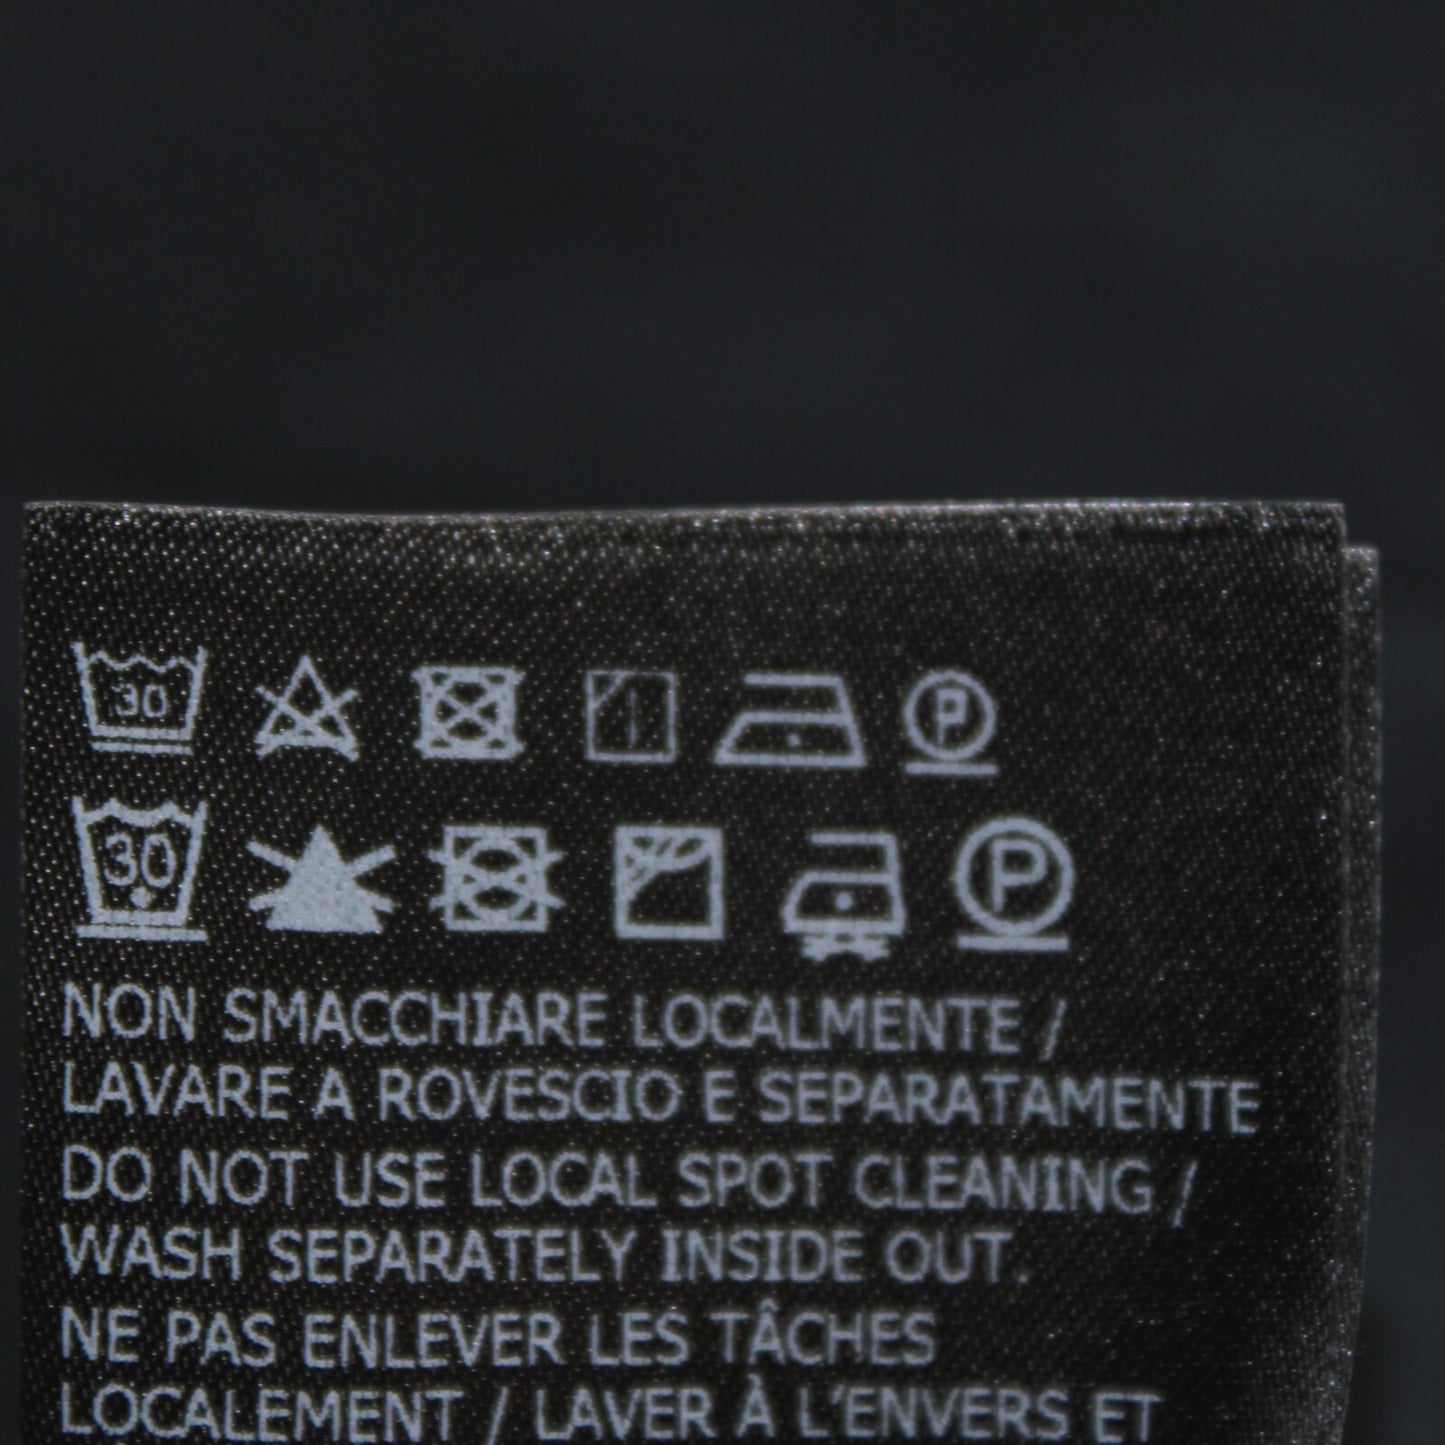 30
P
30
P
NON SMACCHIARE LOCALMENTE /
LAVARE A ROVESCIO E SEPARATAMENTE
DO NOT USE LOCAL SPOT CLEANING /
WASH SEPARATELY INSIDE OUT.
NE PAS ENLEVER LES TÂCHES
LOCALEMENT / LAVER À L'ENVERS ET